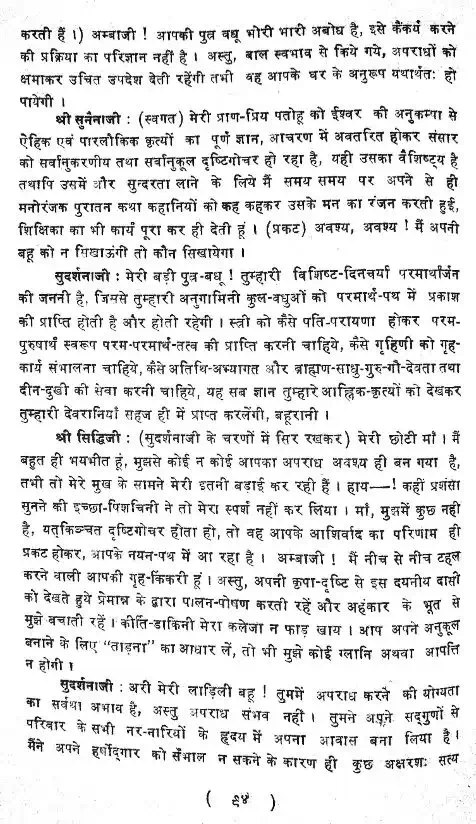 करती हैं ।) अम्बाजी ! आपकी पुत्र वधू भोरी भारी अबोध है, इसे कैंकर्य करने
की प्रक्रिया का परिज्ञान नहीं है । अस्तु, बाल स्वभाव से किये गये, अपराधों को
क्षमाकर उचित उपदेश देती रहेंगी तभी वह आपके घर के अनुरूप यथार्थतः हो
पायेगी ।
श्री सुनैनाजी : (स्वगत) मेरी प्राण-प्रिय पतोहू को ईश्वर की अनुकम्पा से
ऐहिक एवं पारलौकिक कृत्यों का पूर्ण ज्ञान, आचरण में अवतरित होकर संसार
को सर्वानुकरणीय तथा सर्वानुकूल दृष्टिगोचर हो रहा है, यही उसका वैशिष्ट्य है
तथापि उसमें और सुन्दरता लाने के लिये मैं समय समय पर अपने से ही
मनोरंजक पुरातन कथा कहानियों को कह कहकर उसके मन का रंजन करती हुई,
शिक्षिका का भी कार्य पूरा कर ही देती हूं । (प्रकट) अवश्य, अवश्य ! मैं अपनी
बहू को न सिखाऊंगी तो कौन सिखायेगा ।
सुदर्शनाजी : मेरी बड़ी पुत्र-बधू ! तुम्हारी विशिष्ट-दिनचर्या परमार्थार्जन
की जननी है, जिससे तुम्हारी अनुगामिनी कुल-वधुओं को परमार्थ-पथ में प्रकाश
की प्राप्ति होती है और होती रहेगी । स्त्री को कैसे पति-परायणा होकर परम-
पुरुषार्थ स्वरूप परम-परमार्थ-तत्व की प्राप्ति करनी चाहिये, कैसे गृहिणी को गृह-
कार्य संभालना चाहिये, कैसे अतिथि-अभ्यागत और ब्राह्मण-साधु-गुरु-गौ-देवता तथा
दीन-दुखी की सेवा करनी चाहिये, यह सब ज्ञान तुम्हारे आह्निक-कृत्यों को देखकर
तुम्हारी देवरानियाँ सहज ही में प्राप्त करलेंगी, बहूरानी ।
श्री सिद्धिजी : (सुदर्शनाजी के चरणों में सिर रखकर) मेरी छोटी माँ । मैं
बहुत ही भयभीत हूं, मुझसे कोई न कोई आपका अपराध अवश्य ही बन गया है,
तभी तो मेरे मुख के सामने मेरी इतनी बड़ाई कर रही हैं । हाय—! कहीं प्रशंसा
सुनने की इच्छा-पिशचिनी ने तो मेरा स्पर्श नहीं कर लिया । माँ, मुझमें कुछ नहीं
है, यत्किञ्चत दृष्टिगोचर होता हो, तो वह आपके आशिर्वाद का परिणाम ही
प्रकट होकर, आपके नयन-पथ में आ रहा है । अम्बाजी ! मैं नीच से नीच टहल
करने वाली आपकी गृह-किंकरी हूं । अस्तु, अपनी कृपा-दृष्टि से इस दयनीय दासी
को देखते हुये प्रेमान्न के द्वारा पालन-पोषण करती रहें और अहंकार के भूत से
मुझे बचाती रहें । कीर्ति-डाकिनी मेरा कलेजा न फाड़ खाय । आप अपने अनुकूल
बनाने के लिए "ताड़ना" का आधार लें, तो भी मुझे कोई ग्लानि अथवा आपत्ति
न होगी ।
सुदर्शनाजी : अरी मेरी लाड़िली बहू ! तुममें अपराध करने की योग्यता
का सर्वथा अभाव है, अस्तु अपराध संभव नहीं । तुमने अपने सद्गुणों से
परिवार के सभी नर-नारियों के हृदय में अपना आवास बना लिया है ।
मैंने अपने हर्षोद्गार को संभाल न सकने के कारण ही कुछ अक्षरशः सत्य
( ९४ )